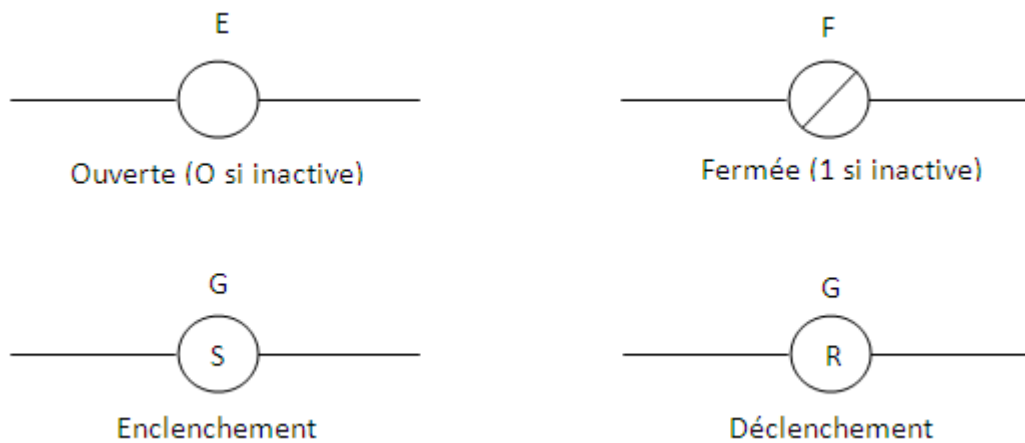 E
F
Ouverte (O si inactive)
Fermée (1 si inactive)
G
G
S
R
Enclenchement
Déclenchement